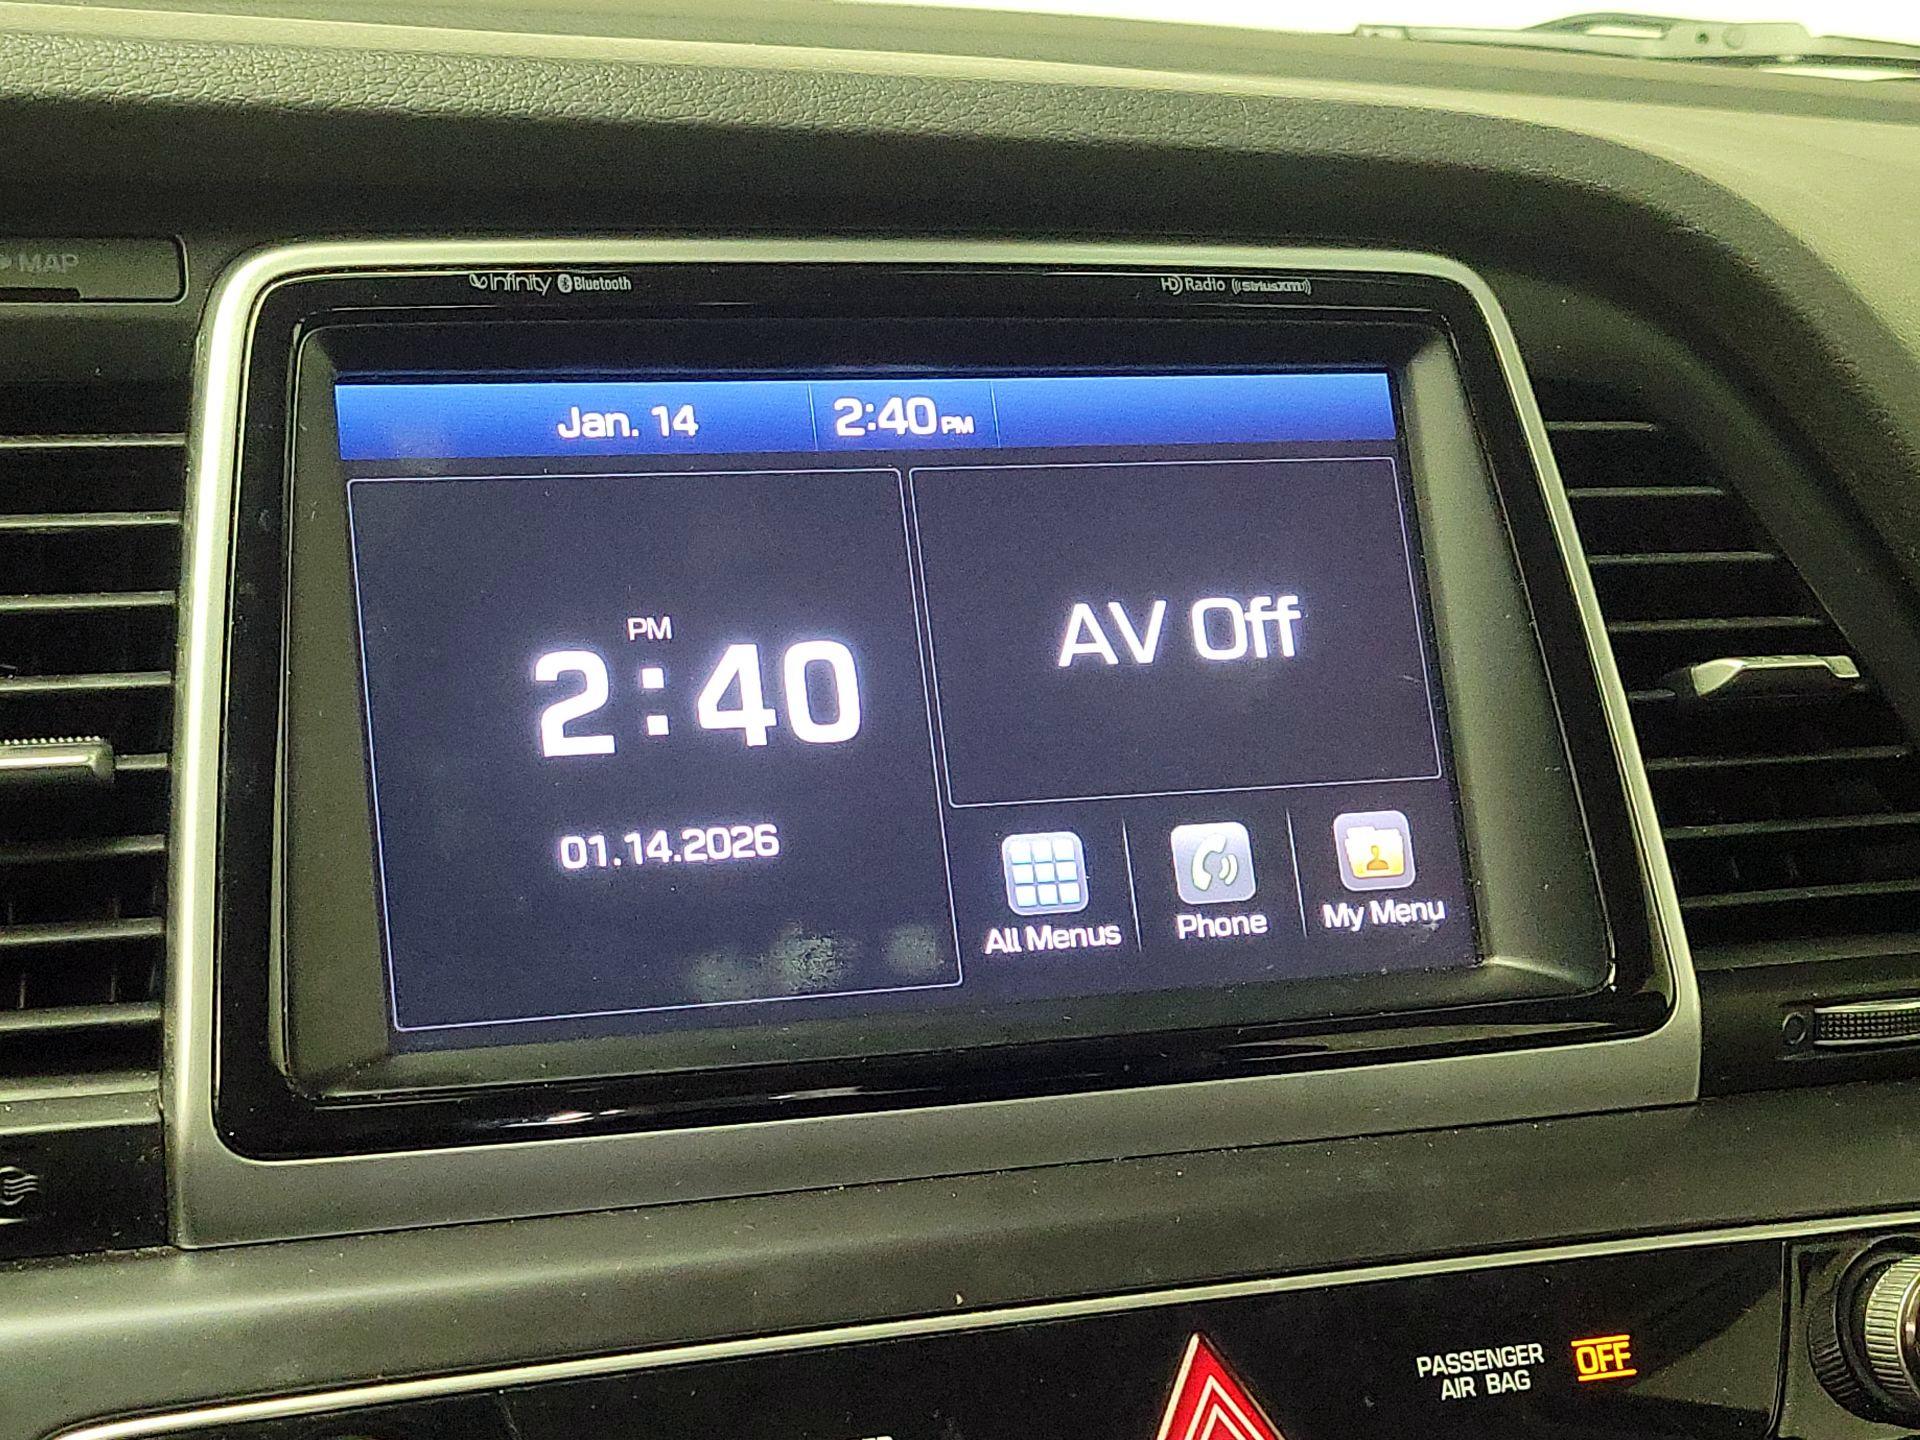 MAP
Infinity Bluetooth
HD Radio ((SiriusXM))
Jan. 14 2:40 PM
PM
2:40
01.14.2026
AV Off
All Menus
Phone
My Menu
PASSENGER
AIR BAG
OFF